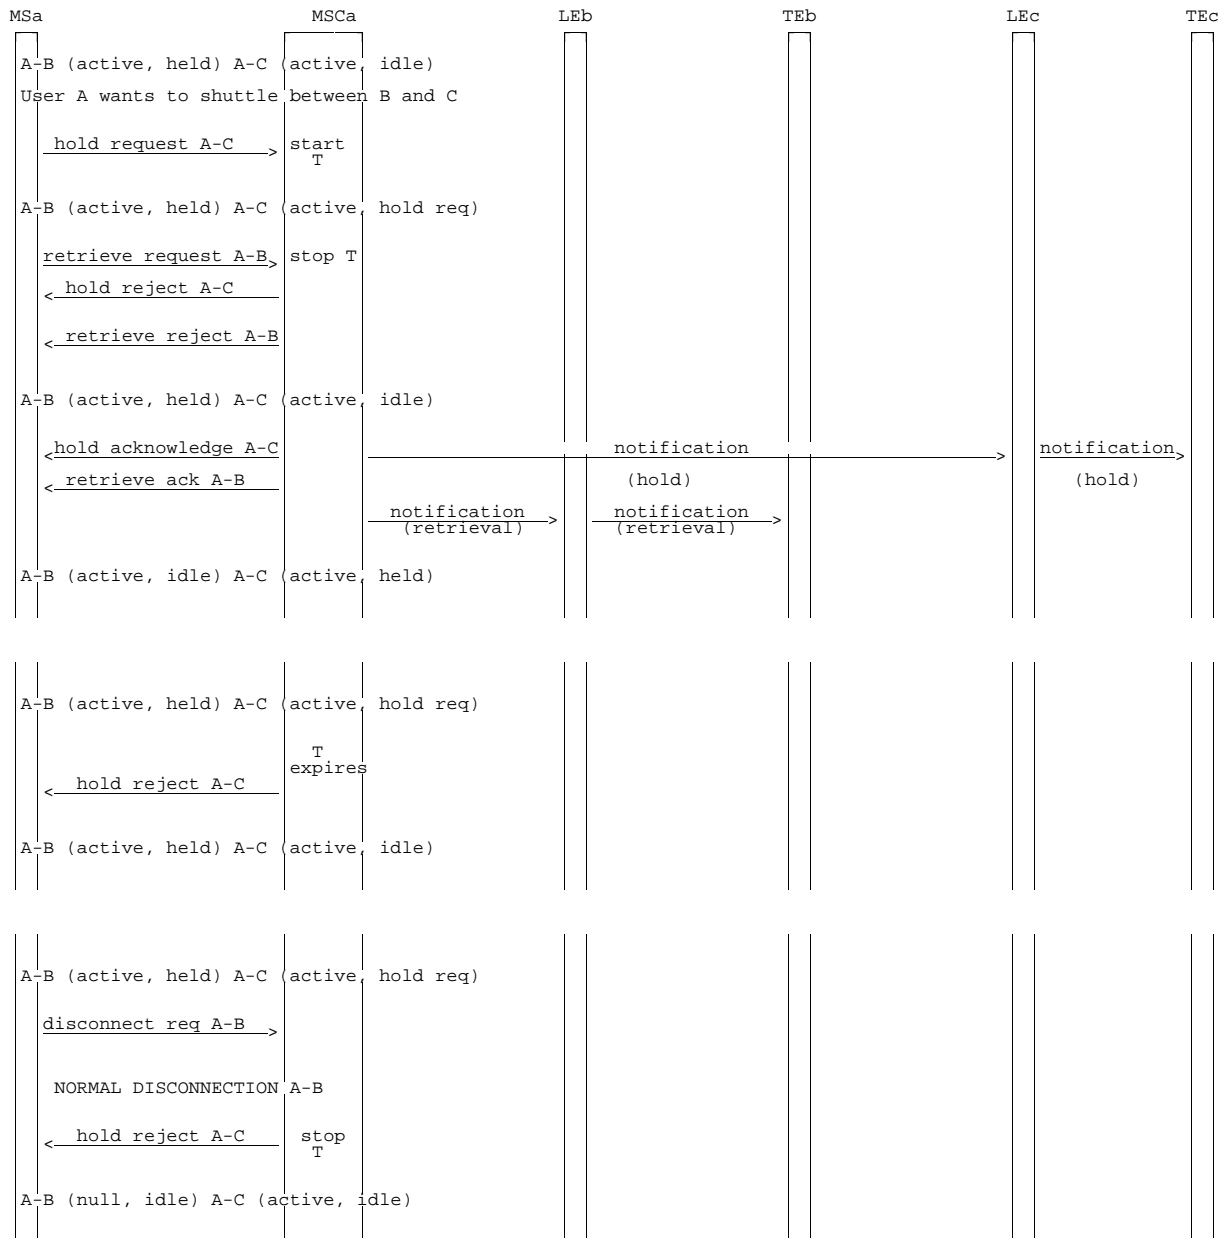 MSa MSCa LEb TEb LEc TEc
A-B (active, held) A-C (active, idle)
User A wants to shuttle between B and C
hold request A-C start
T
A-B (active, held) A-C (active, hold req)
retrieve request A-B stop T
hold reject A-C
retrieve reject A-B
A-B (active, held) A-C (active, idle)
hold acknowledge A-C notification notification
retrieve ack A-B (hold) (hold)
notification notification
(retrieval) (retrieval)
A-B (active, idle) A-C (active, held)
A-B (active, held) A-C (active, hold req)
T
expires
hold reject A-C
A-B (active, held) A-C (active, idle)
A-B (active, held) A-C (active, hold req)
disconnect req A-B
NORMAL DISCONNECTION A-B
hold reject A-C stop
T
A-B (null, idle) A-C (active, idle)